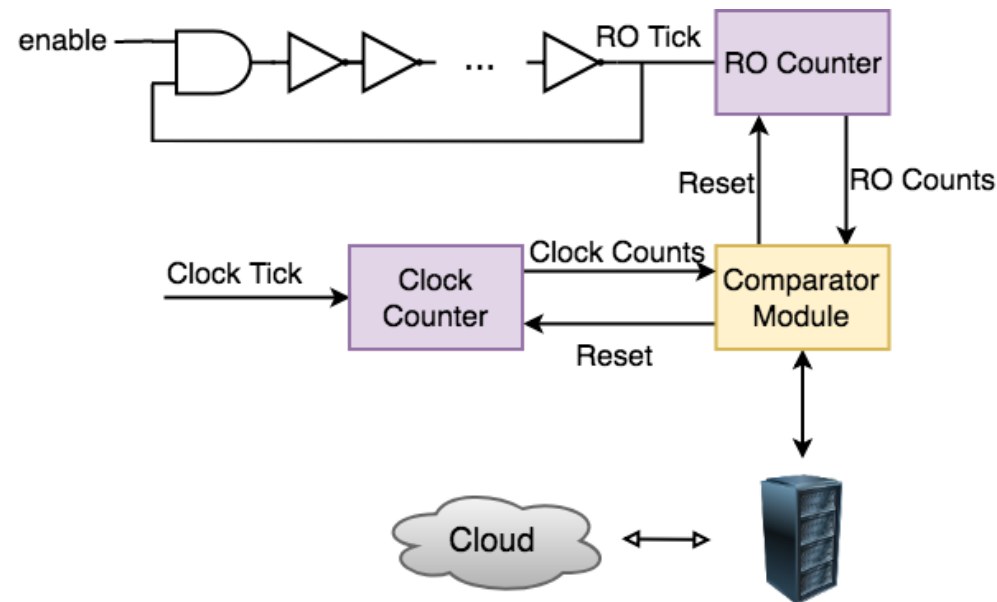 enable
RO Tick
RO Counter
Reset
RO Counts
Clock Tick
Clock
Counter
Clock Counts
Reset
Comparator
Module
Cloud
...